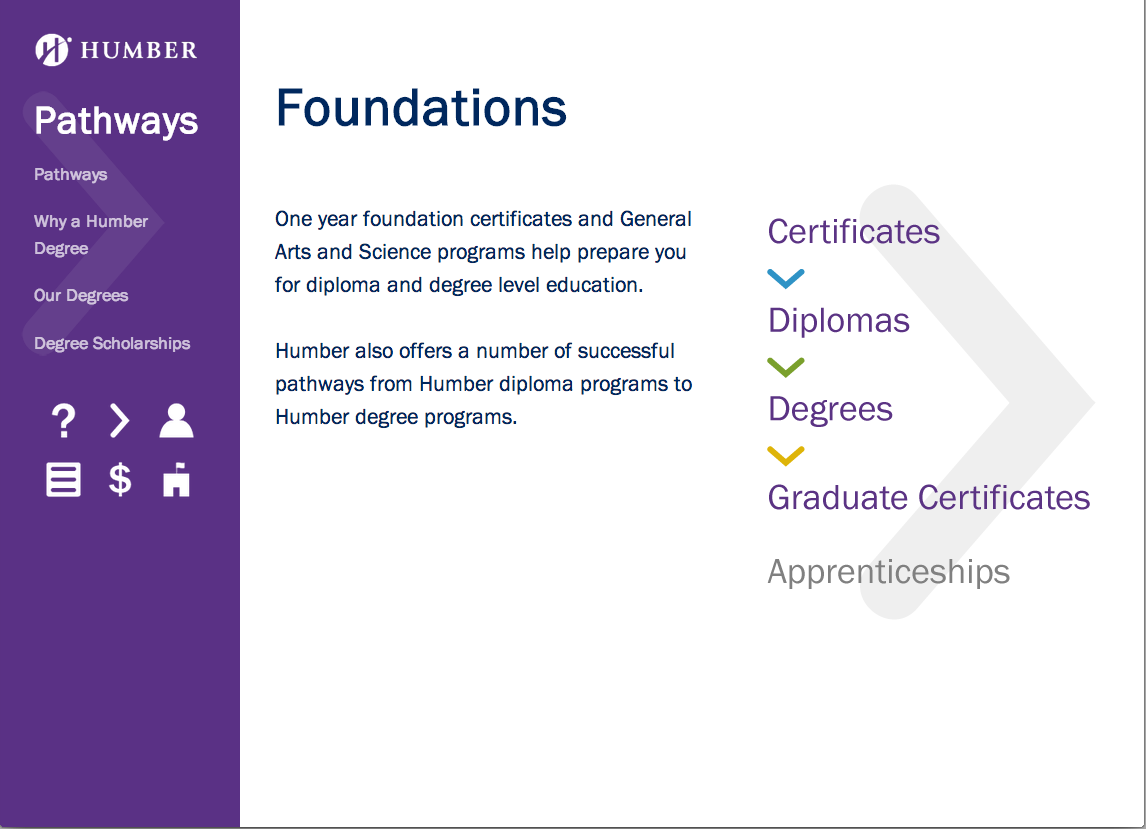 HUMBER
Pathways
Pathways
Why a Humber
Degree
Our Degrees
Degree Scholarships
?
$
Foundations
One year foundation certificates and General
Arts and Science programs help prepare you
for diploma and degree level education.
Humber also offers a number of successful
pathways from Humber diploma programs to
Humber degree programs.
Certificates
Diplomas
Degrees
Graduate Certificates
Apprenticeships